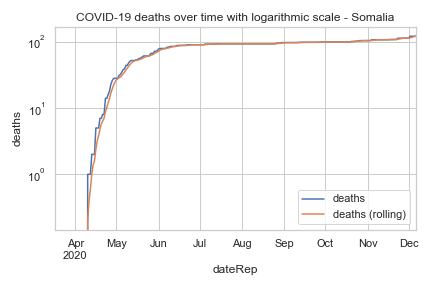 COVID-19 deaths over time with logarithmic scale - Somalia
deaths
10²
10¹
10⁰
deaths
deaths (rolling)
Apr May Jun Jul Aug Sep Oct Nov Dec
2020
dateRep